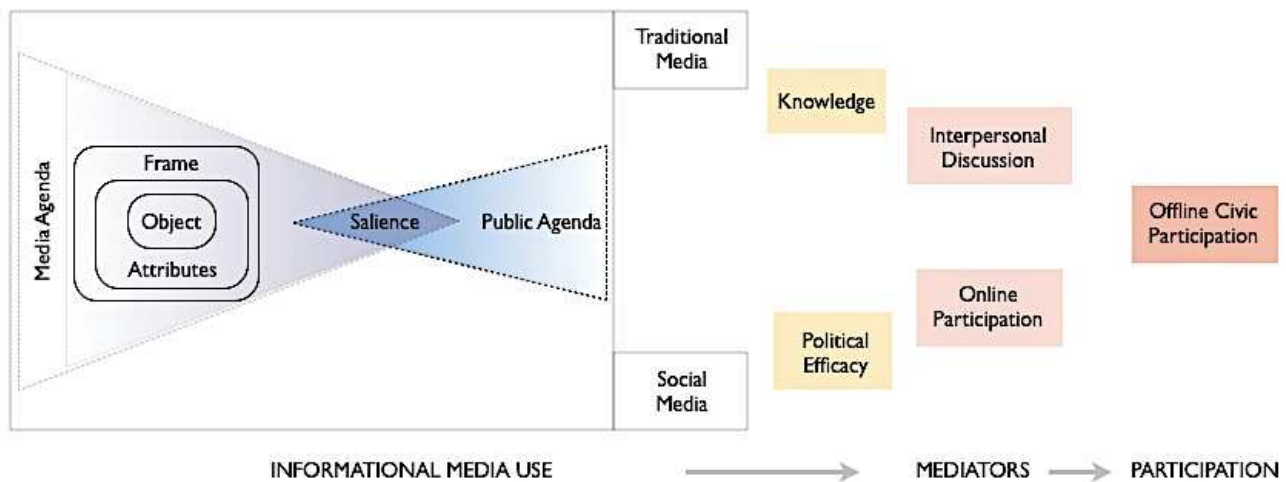 Media Agenda
Frame
Object
Attributes
Salience
Public Agenda
Traditional
Media
Social
Media
Knowledge
Political
Efficacy
Interpersonal
Discussion
Online
Participation
Offline Civic
Participation
INFORMATIONAL MEDIA USE
MEDIATORS
PARTICIPATION